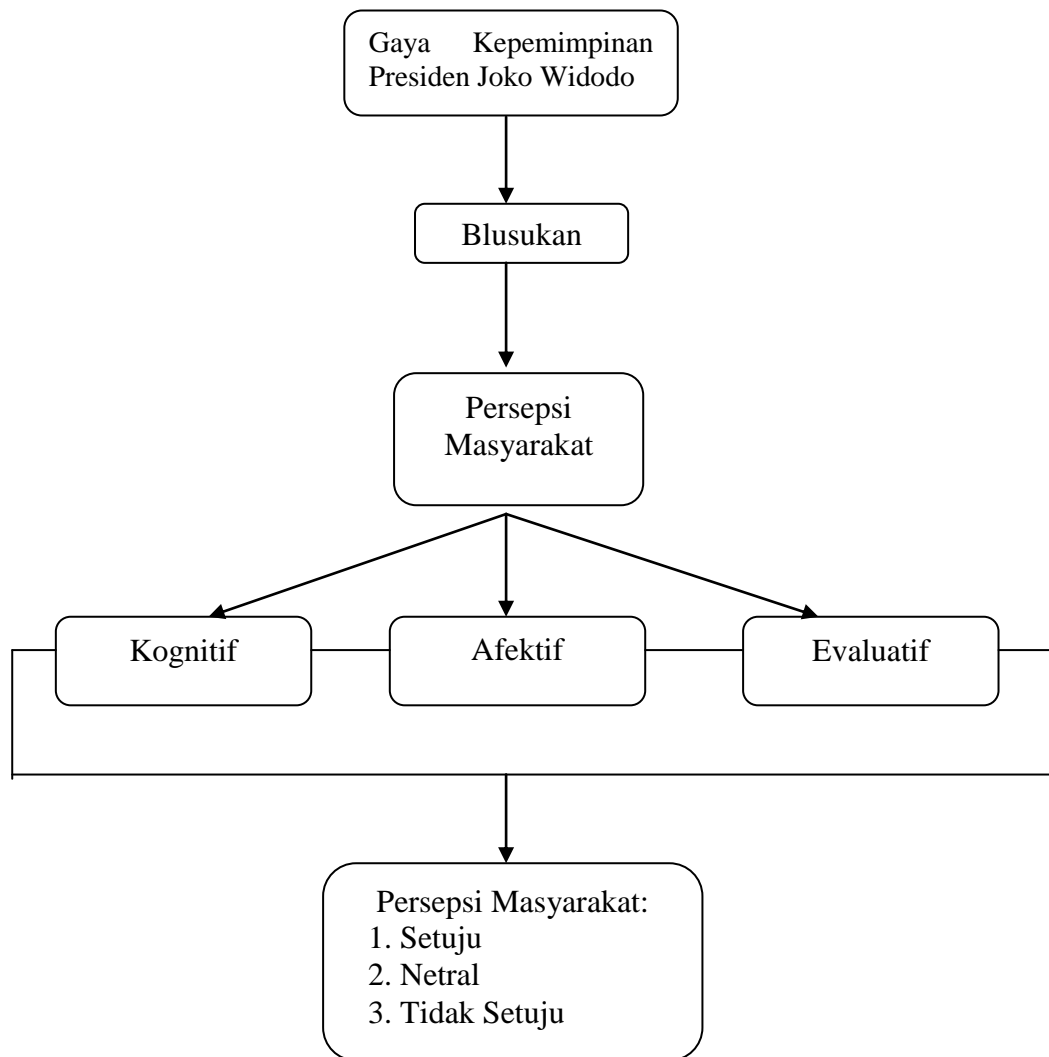 Gaya Kepemimpinan
Presiden Joko Widodo
Blusukan
Persepsi
Masyarakat
Kognitif
Afektif
Evaluatif
Persepsi Masyarakat:
1. Setuju
2. Netral
3. Tidak Setuju